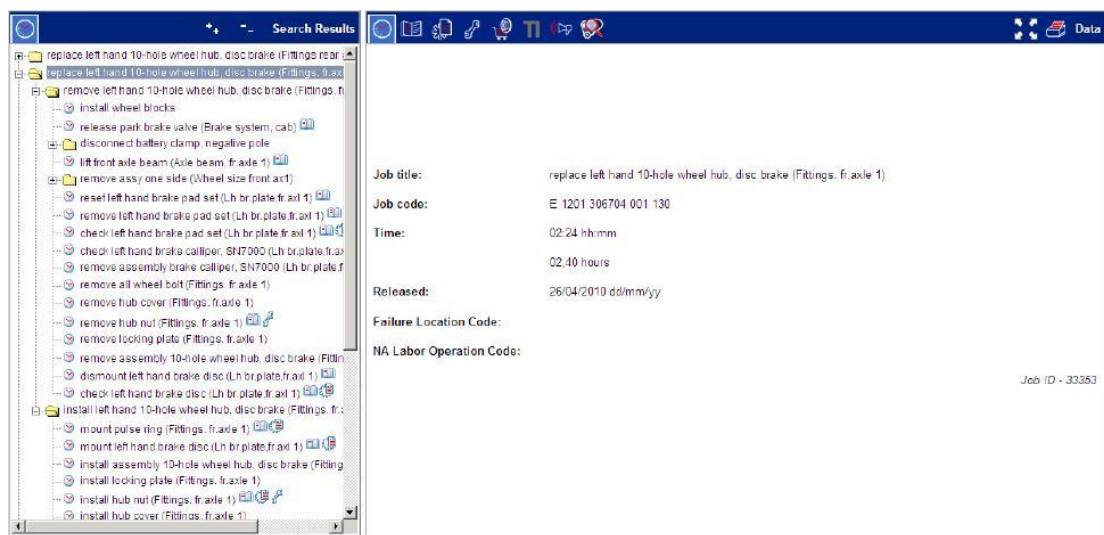 Search Results
replace left hand 10-hole wheel hub, disc brake (Fittings rear
replace left hand 10-hole wheel hub, disc brake (Fittings. fr.axl
remove left hand 10-hole wheel hub, disc brake (Fittings. fr
install wheel blocks
release park brake valve (Brake system, cab)
disconnect battery clamp, negative pole
lift front axle beam (Axle beam, fr.axle 1)
remove assy one side (Wheel size front ax1)
reset left hand brake pad set (Lh br.plate,fr.axl 1)
remove left hand brake pad set (Lh br.plate,fr.axl 1)
check left hand brake pad set (Lh br.plate,fr.axl 1)
check left hand brake calliper, SN7000 (Lh br.plate,fr.ax
remove assembly brake calliper, SN7000 (Lh br.plate,f
remove all wheel bolt (Fittings. fr.axle 1)
remove hub cover (Fittings. fr.axle 1)
remove hub nut (Fittings. fr.axle 1)
remove locking plate (Fittings. fr.axle 1)
remove assembly 10-hole wheel hub, disc brake (Fittin
dismount left hand brake disc (Lh br.plate,fr.axl 1)
check left hand brake disc (Lh br.plate,fr.axl 1)
install left hand 10-hole wheel hub, disc brake (Fittings. fr.
mount pulse ring (Fittings. fr.axle 1)
mount left hand brake disc (Lh br.plate,fr.axl 1)
install assembly 10-hole wheel hub, disc brake (Fitting
install locking plate (Fittings. fr.axle 1)
install hub nut (Fittings. fr.axle 1)
install hub cover (Fittings. fr.axle 1)
TI
Data
Job title: replace left hand 10-hole wheel hub, disc brake (Fittings. fr.axle 1)
Job code: E 1201 306704 001 130
Time: 02:24 hh:mm
02,40 hours
Released: 26/04/2010 dd/mm/yy
Failure Location Code:
NA Labor Operation Code:
Job ID - 33353